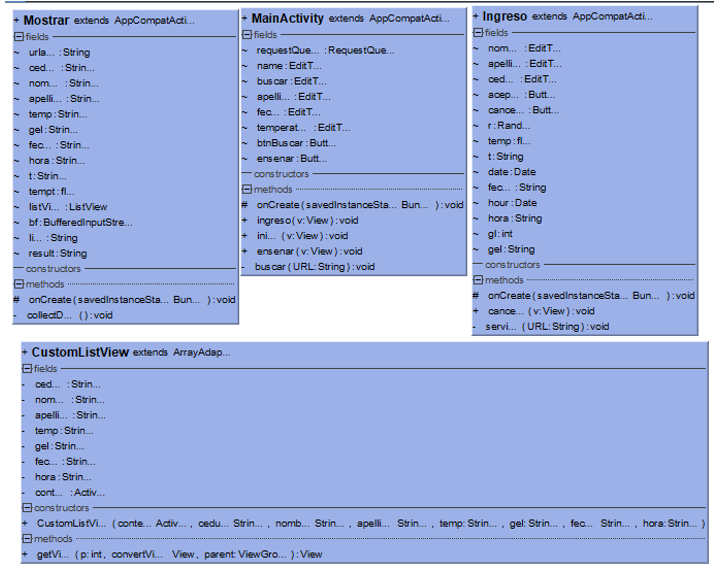 + Mostrar extends AppCompatActi...
fields
~ urla... :String
~ ced... :Strin...
~ nom... :Strin...
~ apelli... :Strin...
~ temp:Strin...
~ gel:Strin...
~ fec... :Strin...
~ hora:Strin...
~ t:Strin...
~ tempt:fl...
~ listVi... :ListView
~ bf:BufferedInputStre...
~ li... :String
~ result:String
constructors
methods
# onCreate(savedInstanceSta... Bun... ):void
- collectD... ():void
+ MainActivity extends AppCompatActi...
fields
~ requestQue... :RequestQue...
~ name:EditT...
~ buscar:EditT...
~ apelli... :EditT...
~ fec... :EditT...
~ temperat... :EditT...
~ btnBuscar:Butt...
~ ensenar:Butt...
constructors
methods
# onCreate(savedInstanceSta... Bun... ):void
+ ingreso(v:View):void
+ ini... (v:View):void
+ ensenar(v:View):void
- buscar(URL:String):void
+ Ingreso extends AppCompatActi...
fields
~ nom... :EditT...
~ apelli... :EditT...
~ ced... :EditT...
~ acep... :Butt...
~ cance... :Butt...
~ r:Rand...
~ temp:fl...
~ t:String
~ date:Date
~ fec... :String
~ hour:Date
~ hora:String
~ gl:int
~ gel:String
constructors
methods
# onCreate(savedInstanceSta... Bun... ):void
+ cance... (v:View):void
- servi... (URL:String):void
+ CustomListView extends ArrayAdap...
fields
- ced... :Strin...
- nom... :Strin...
- apelli... :Strin...
- temp:Strin...
- gel:Strin...
- fec... :Strin...
- hora:Strin...
- cont... :Activ...
constructors
+ CustomListVi... (conte... Activ... , cedu... Strin... , nomb... Strin... , apelli... Strin... , temp:Strin... , gel:Strin... , fec... Strin... , hora:Strin... )
methods
+ getVi... (p:int, convertVi... View, parent:ViewGro... ):View